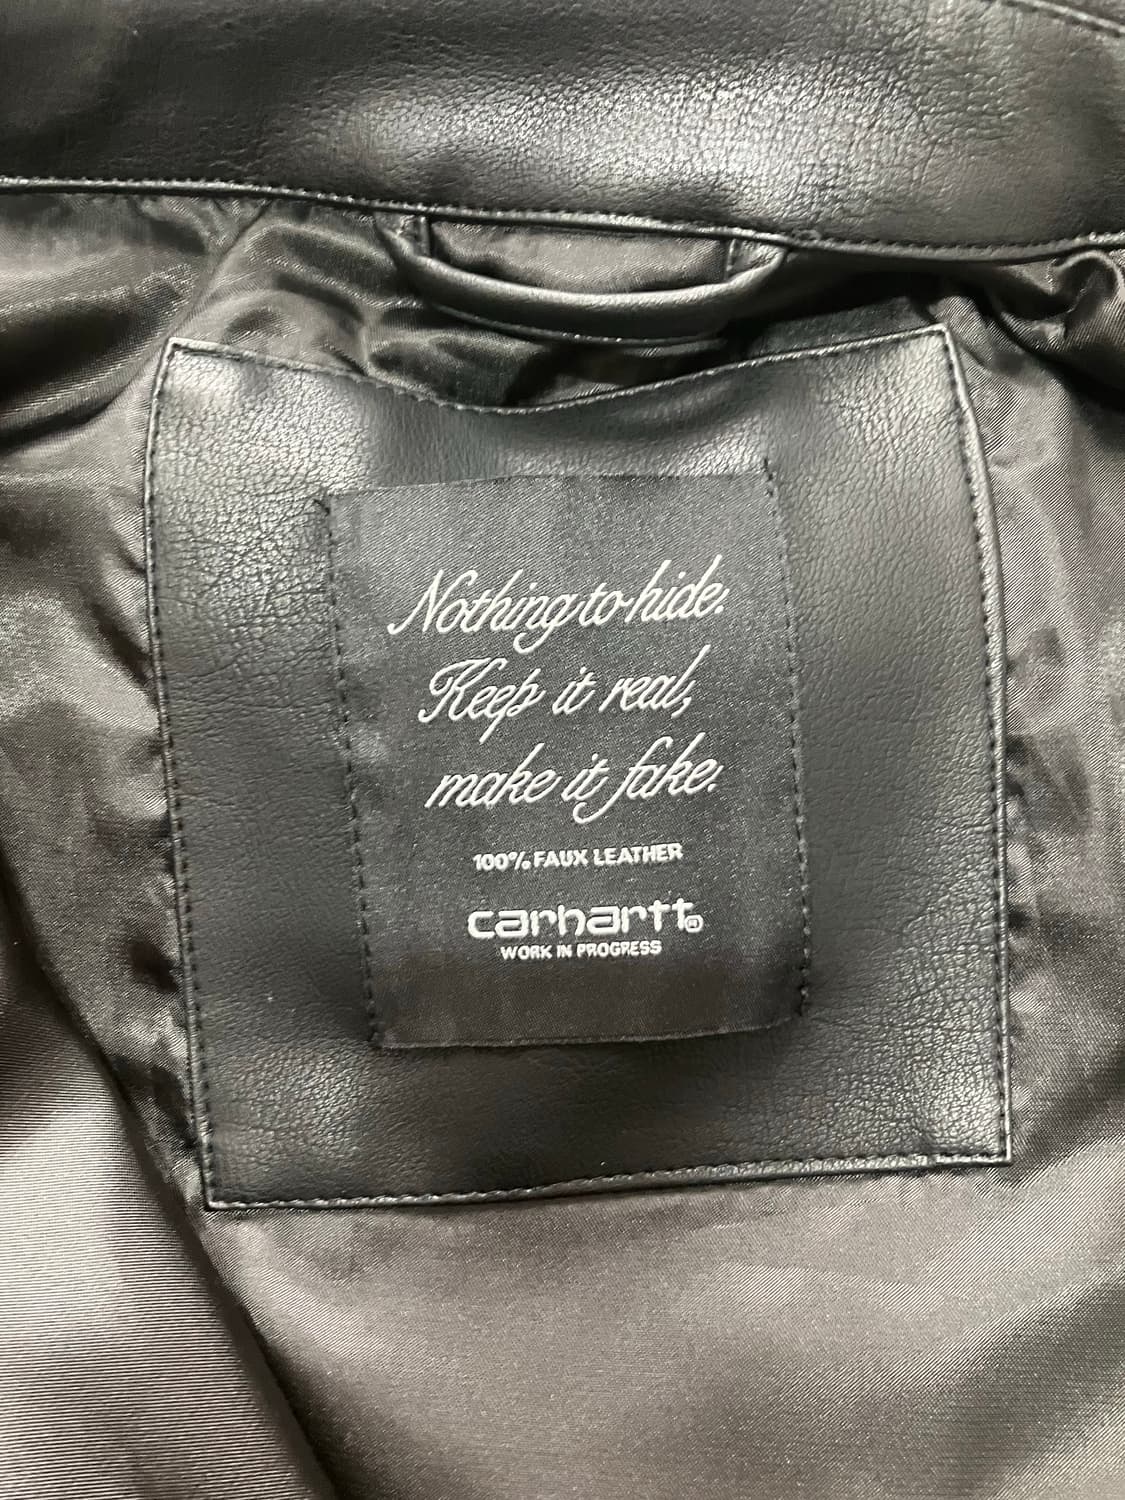 Nothing to hide.
Keep it real,
make it fake.
100% FAUX LEATHER
carhartt®
WORK IN PROGRESS